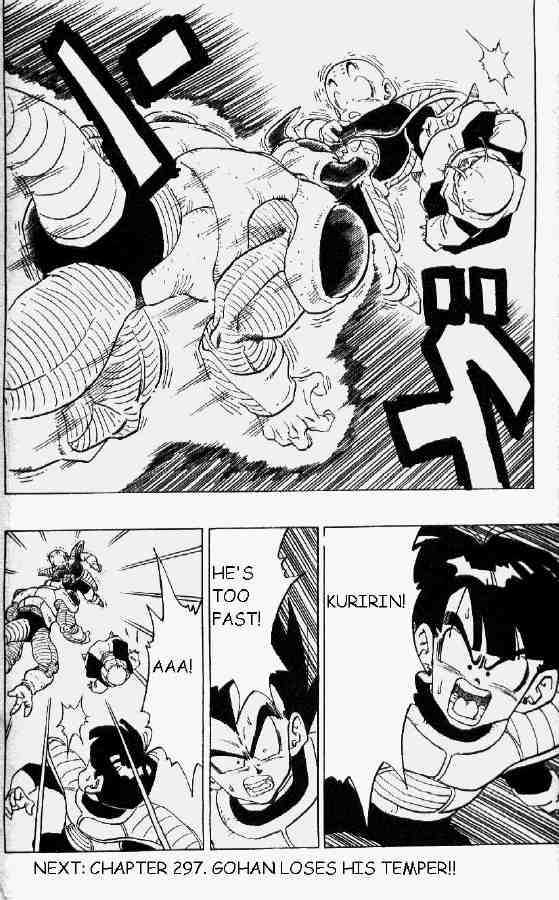 KURIRIN!
HE'S
TOO
FAST!
AAA!
NEXT: CHAPTER 297. GOHAN LOSES HIS TEMPER!!